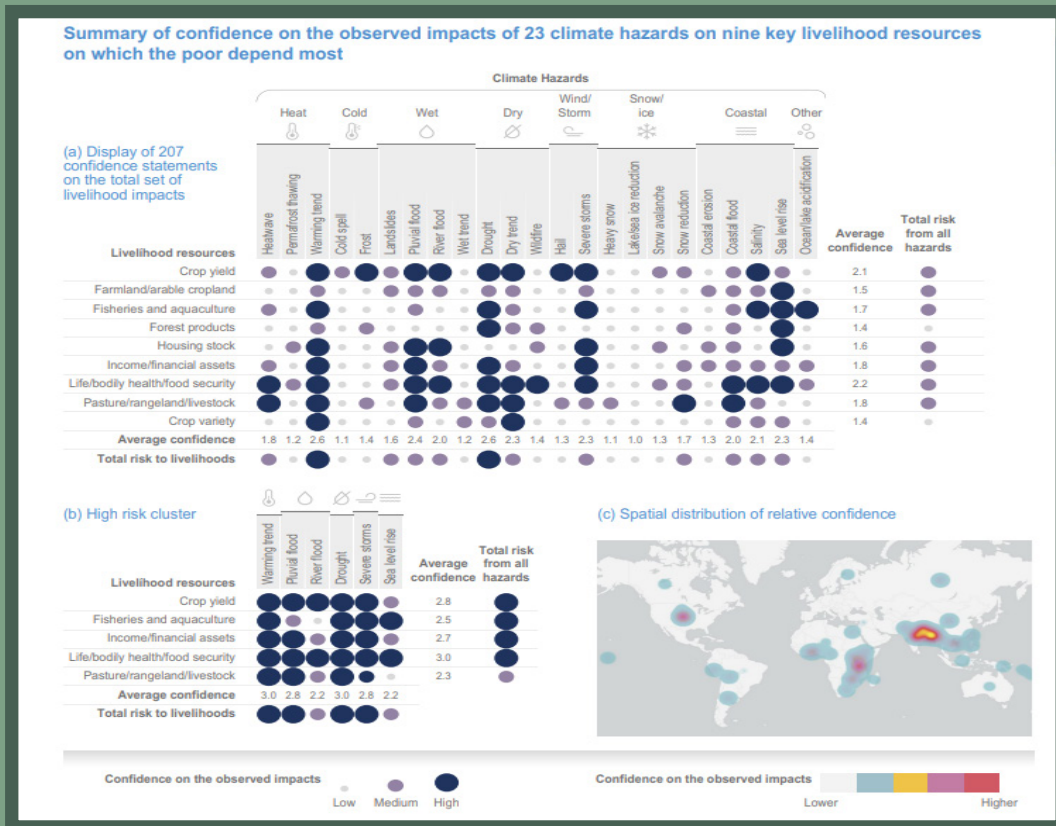 Summary of confidence on the observed impacts of 23 climate hazards on nine key livelihood resources
on which the poor depend most
Climate Hazards
Heat
Cold
Wet
Dry
Wind/
Storm
Snow/
ice
Coastal
Other
(a) Display of 207
confidence statements
on the total set of
livelihood impacts
Livelihood resources
Heatwave
Permafrost thawing
Warming trend
Cold spell
Frost
Landslides
Pluvial flood
River flood
Wet trend
Drought
Dry trend
Wildfire
Hail
Severe storms
Heavy snow
Lake/sea ice reduction
Snow avalanche
Snow reduction
Coastal erosion
Coastal flood
Salinity
Sea level rise
Ocean/lake acidification
Average
confidence
Total risk
from all
hazards
Crop yield 2.1
Farmland/arable cropland 1.5
Fisheries and aquaculture 1.7
Forest products 1.4
Housing stock 1.6
Income/financial assets 1.8
Life/bodily health/food security 2.2
Pasture/rangeland/livestock 1.8
Crop variety 1.4
Average confidence 1.8 1.2 2.6 1.1 1.4 1.6 2.4 2.0 1.2 2.6 2.3 1.4 1.3 2.3 1.1 1.0 1.3 1.7 1.3 2.0 2.1 2.3 1.4
Total risk to livelihoods
(b) High risk cluster
Livelihood resources
Warming trend
Pluvial flood
River flood
Drought
Severe storms
Sea level rise
Average
confidence
Total risk
from all
hazards
Crop yield 2.8
Fisheries and aquaculture 2.5
Income/financial assets 2.7
Life/bodily health/food security 3.0
Pasture/rangeland/livestock 2.3
Average confidence 3.0 2.8 2.2 3.0 2.8 2.2
Total risk to livelihoods
(c) Spatial distribution of relative confidence
Confidence on the observed impacts
Low Medium High
Confidence on the observed impacts
Lower Higher